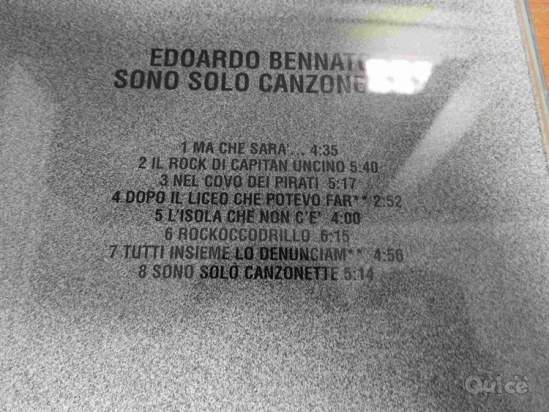 EDOARDO BENNATO
SONO SOLO CANZONE
1 MA CHE SARA'... 4:35
2 IL ROCK DI CAPITAN UNCINO 5:40
3 NEL COVO DEI PIRATI 5:17
4 DOPO IL LICEO CHE POTEVO FAR** 2:52
5 L'ISOLA CHE NON C'E' 4:00
6 ROCKOCCODRILLO 5:15
7 TUTTI INSIEME LO DENUNCIAM** 4:56
8 SONO SOLO CANZONETTE 5:14
Quicè